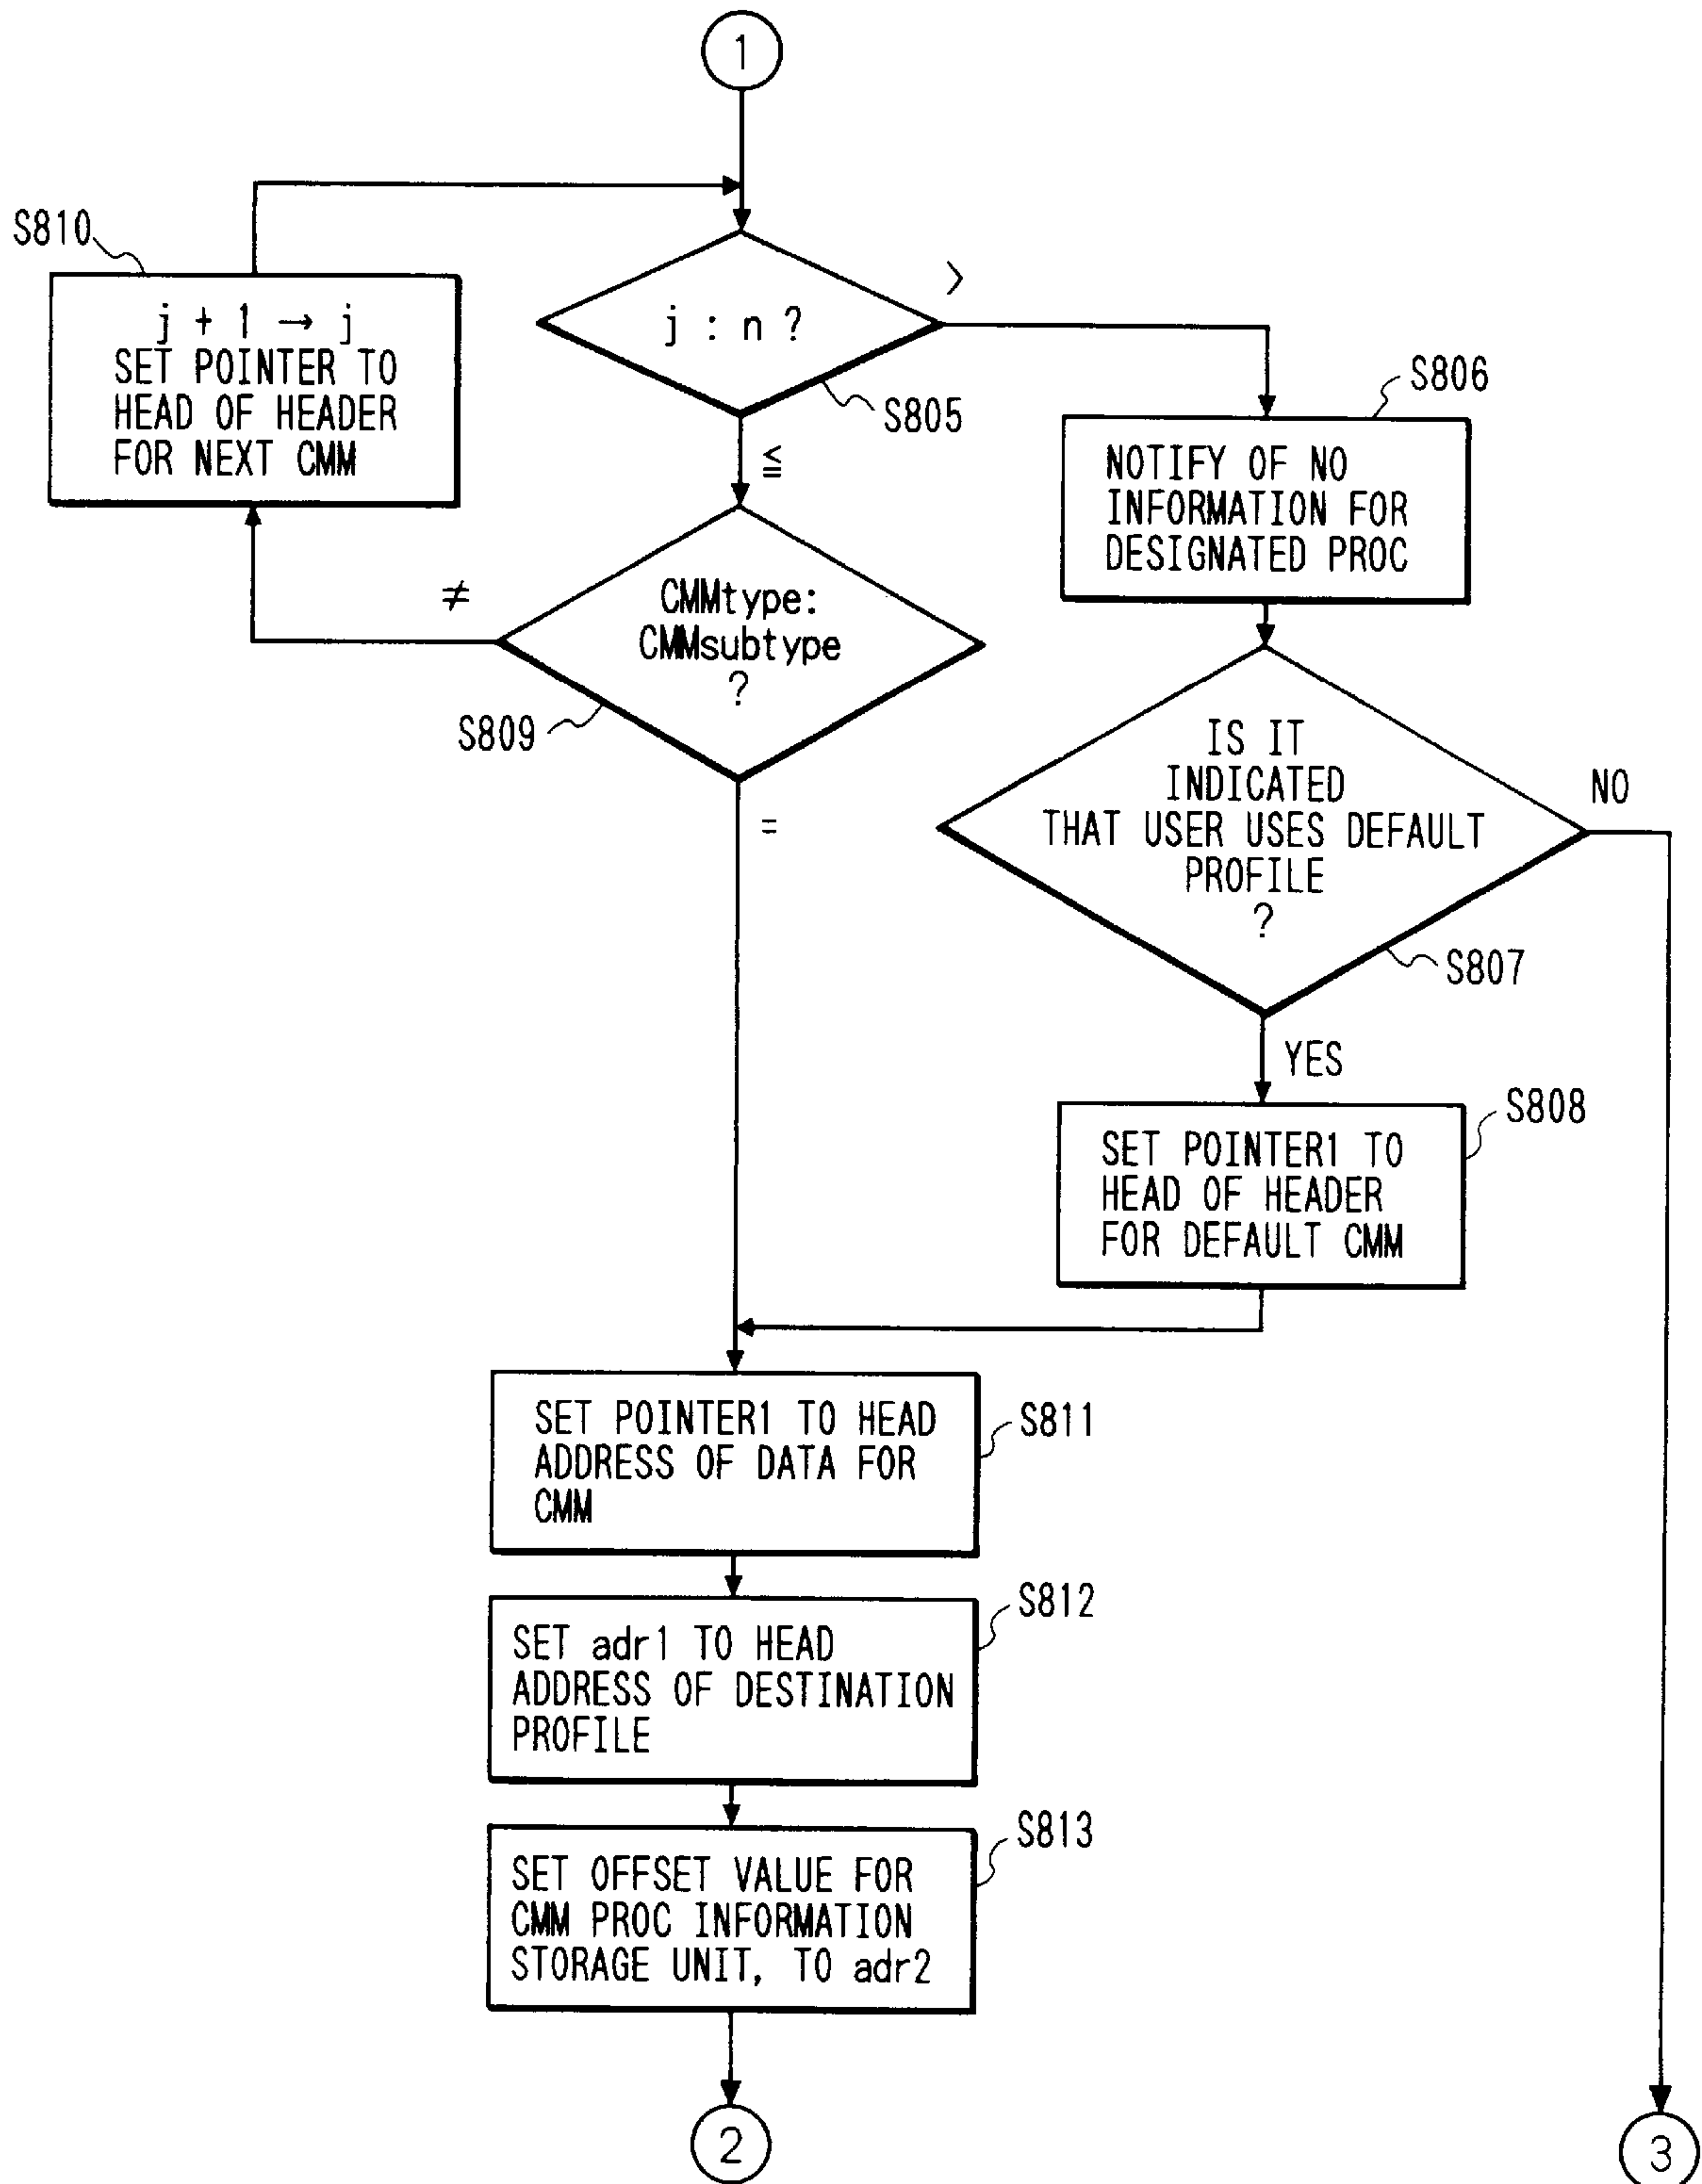 1
S810
j + 1 → j
SET POINTER TO
HEAD OF HEADER
FOR NEXT CMM
j : n ?
>
S805
≦
S806
NOTIFY OF NO
INFORMATION FOR
DESIGNATED PROC
≠
CMMtype:
CMMsubtype
?
S809
=
IS IT
INDICATED
THAT USER USES DEFAULT
PROFILE
?
NO
S807
YES
S808
SET POINTER1 TO
HEAD OF HEADER
FOR DEFAULT CMM
SET POINTER1 TO HEAD
ADDRESS OF DATA FOR
CMM
S811
SET adr1 TO HEAD
ADDRESS OF DESTINATION
PROFILE
S812
SET OFFSET VALUE FOR
CMM PROC INFORMATION
STORAGE UNIT, TO adr2
S813
2
3